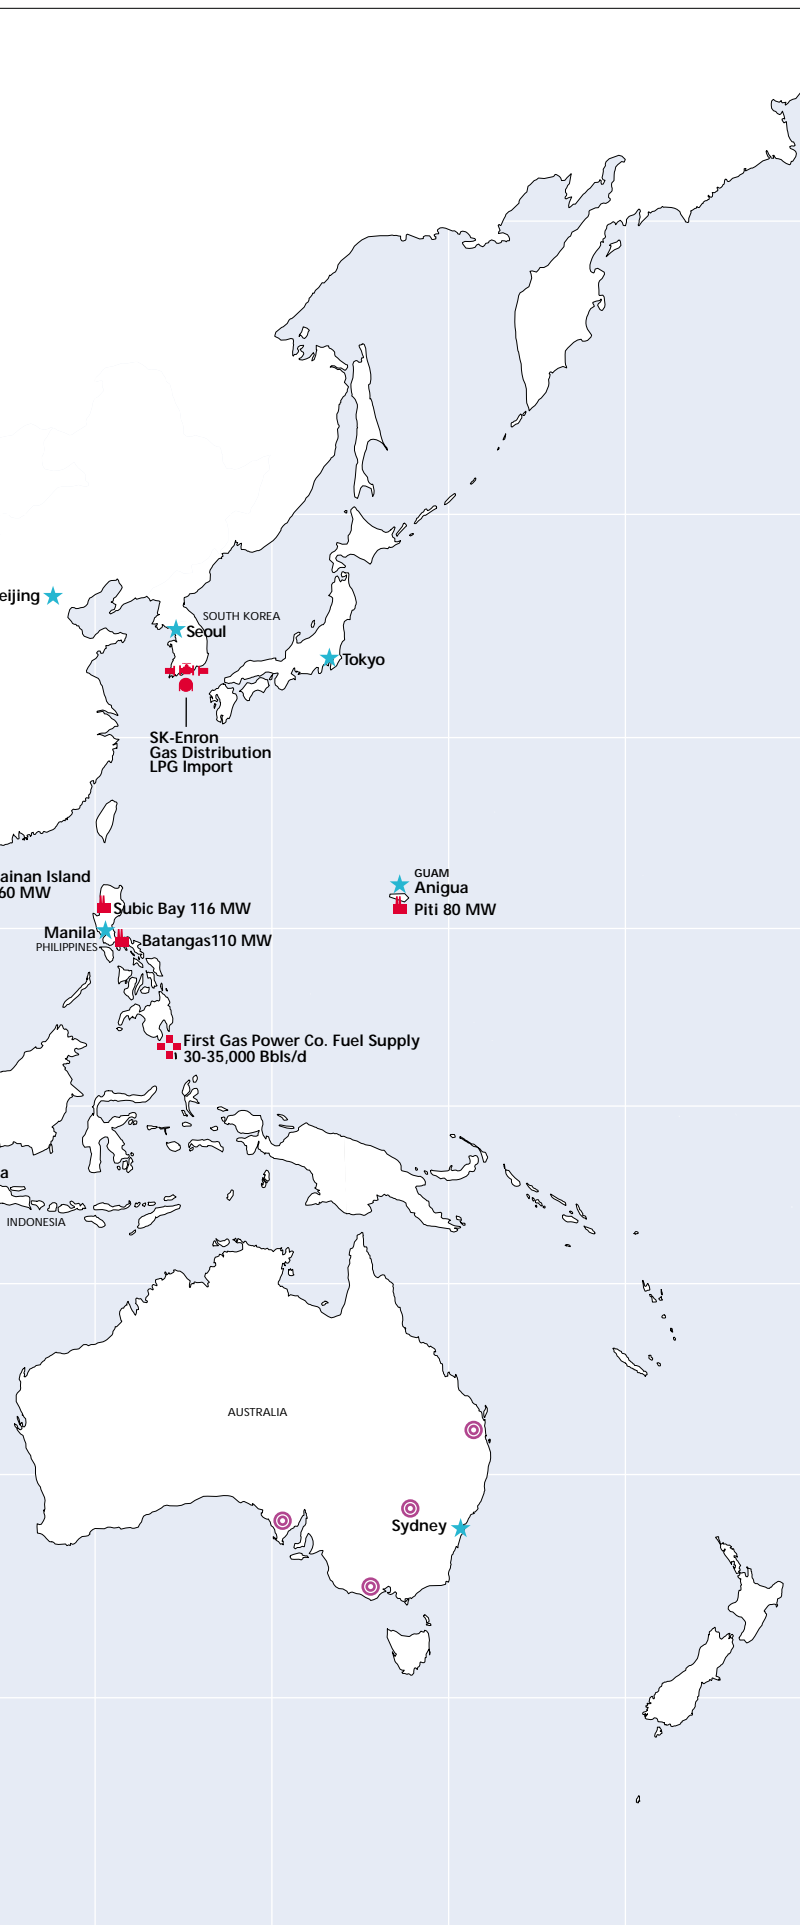 eijing
SOUTH KOREA
Seoul
Tokyo
SK-Enron
Gas Distribution
LPG Import
ainan Island
60 MW
GUAM
Anigua
Piti 80 MW
Subic Bay 116 MW
Manila
PHILIPPINES
Batangas110 MW
First Gas Power Co. Fuel Supply
30-35,000 Bbls/d
a
INDONESIA
AUSTRALIA
Sydney